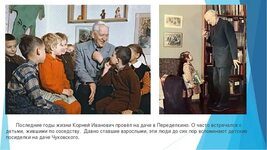 Последние годы жизни Корней Иванович провёл на даче в Переделкино. О часто встречался с
детьми, жившими по соседству. Давно ставшие взрослыми, эти люди до сих пор вспоминают детские
посиделки на даче Чуковского.